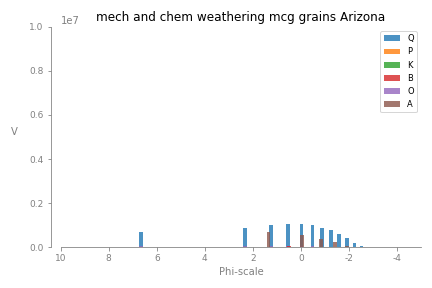 mech and chem weathering mcg grains Arizona
1e7
1.0
0.8
0.6
0.4
0.2
0.0
V
10 8 6 4 2 0 -2 -4
Phi-scale
Q
P
K
B
O
A